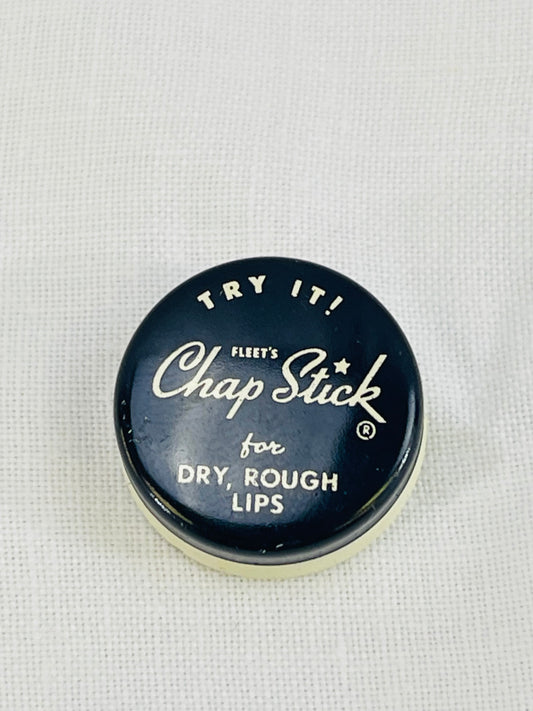 TRY IT!
FLEET'S
Chap Stick
®
for
DRY, ROUGH
LIPS